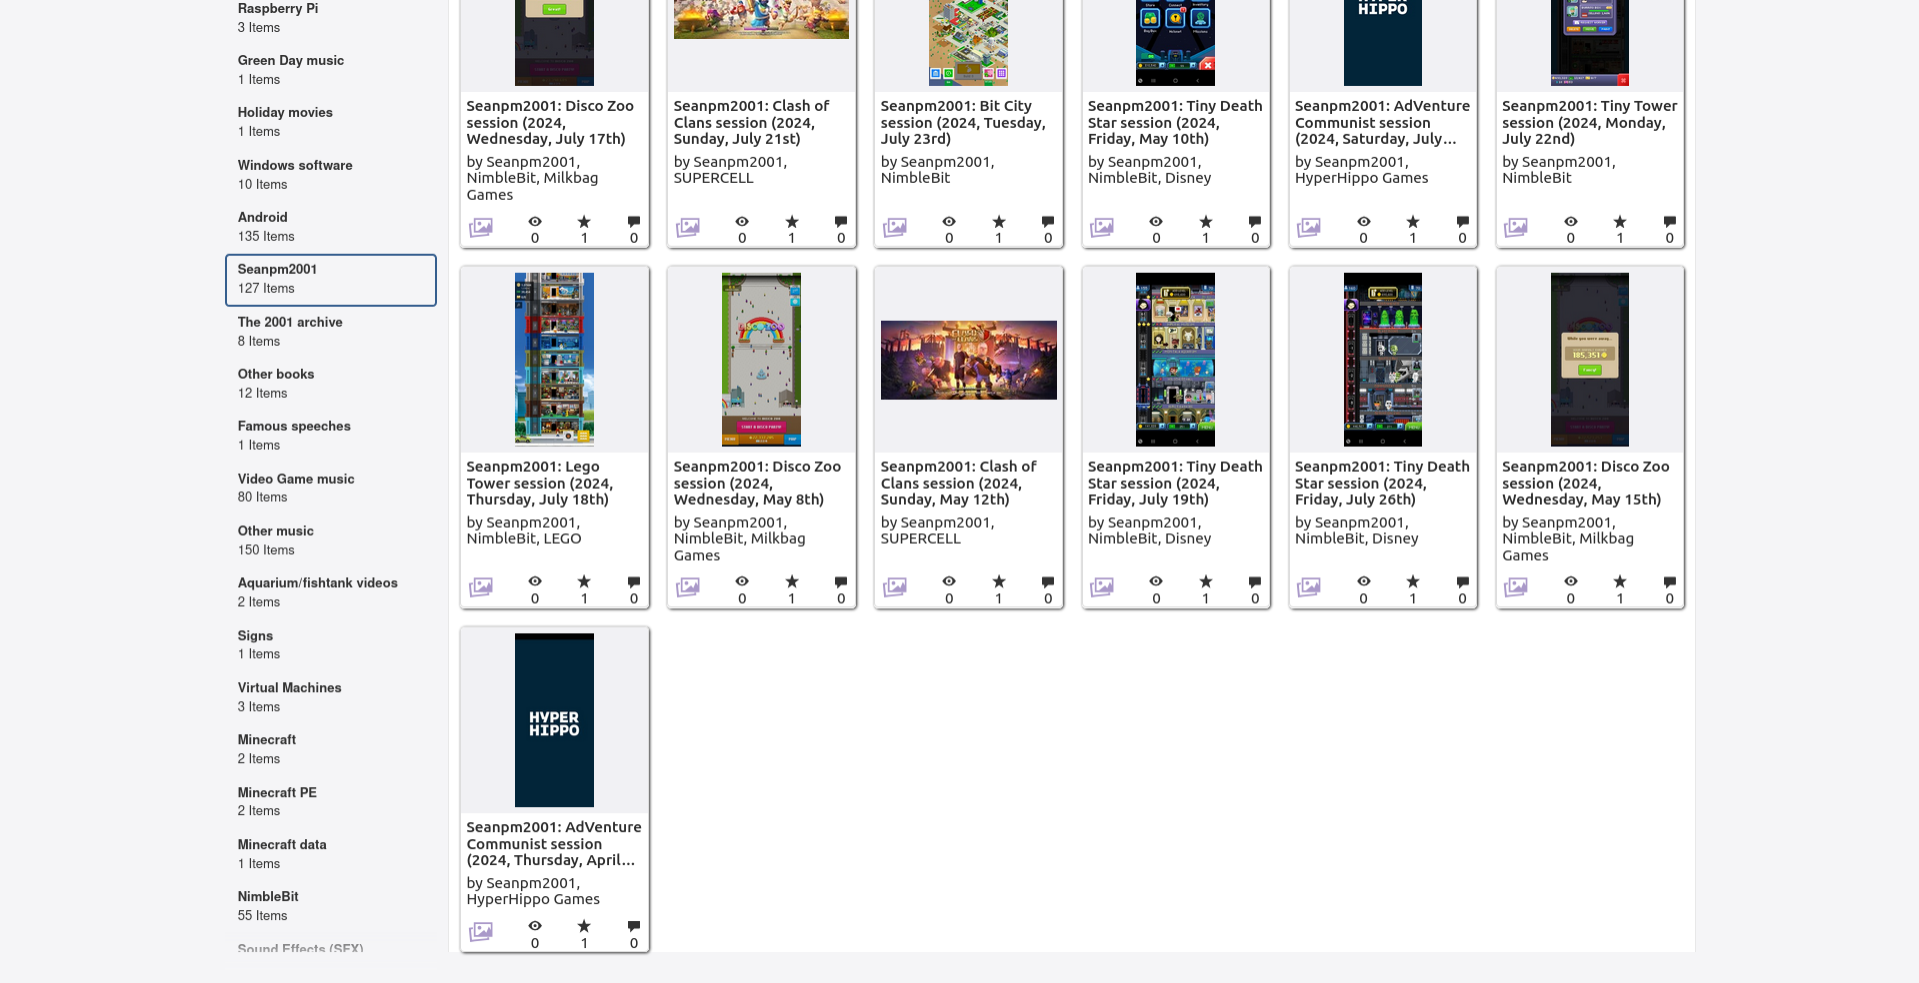 Raspberry Pi
3 Items
Green Day music
1 Items
Holiday movies
1 Items
Windows software
10 Items
Android
135 Items
Seanpm2001
127 Items
The 2001 archive
8 Items
Other books
12 Items
Famous speeches
1 Items
Video Game music
80 Items
Other music
150 Items
Aquarium/fishtank videos
2 Items
Signs
1 Items
Virtual Machines
3 Items
Minecraft
2 Items
Minecraft PE
2 Items
Minecraft data
1 Items
NimbleBit
55 Items
Sound Effects (SFX)
Seanpm2001: Disco Zoo
session (2024,
Wednesday, July 17th)
by Seanpm2001,
NimbleBit, Milkbag
Games
0 1 0
Seanpm2001: Clash of
Clans session (2024,
Sunday, July 21st)
by Seanpm2001,
SUPERCELL
0 1 0
Seanpm2001: Bit City
session (2024, Tuesday,
July 23rd)
by Seanpm2001,
NimbleBit
0 1 0
Seanpm2001: Tiny Death
Star session (2024,
Friday, May 10th)
by Seanpm2001,
NimbleBit, Disney
0 1 0
HIPPO
Seanpm2001: AdVenture
Communist session
(2024, Saturday, July...
by Seanpm2001,
HyperHippo Games
0 1 0
Seanpm2001: Tiny Tower
session (2024, Monday,
July 22nd)
by Seanpm2001,
NimbleBit
0 1 0
Seanpm2001: Lego
Tower session (2024,
Thursday, July 18th)
by Seanpm2001,
NimbleBit, LEGO
0 1 0
Seanpm2001: Disco Zoo
session (2024,
Wednesday, May 8th)
by Seanpm2001,
NimbleBit, Milkbag
Games
0 1 0
Seanpm2001: Clash of
Clans session (2024,
Sunday, May 12th)
by Seanpm2001,
SUPERCELL
0 1 0
Seanpm2001: Tiny Death
Star session (2024,
Friday, July 19th)
by Seanpm2001,
NimbleBit, Disney
0 1 0
Seanpm2001: Tiny Death
Star session (2024,
Friday, July 26th)
by Seanpm2001,
NimbleBit, Disney
0 1 0
185,351
Seanpm2001: Disco Zoo
session (2024,
Wednesday, May 15th)
by Seanpm2001,
NimbleBit, Milkbag
Games
0 1 0
HYPER
HIPPO
Seanpm2001: AdVenture
Communist session
(2024, Thursday, April...
by Seanpm2001,
HyperHippo Games
0 1 0